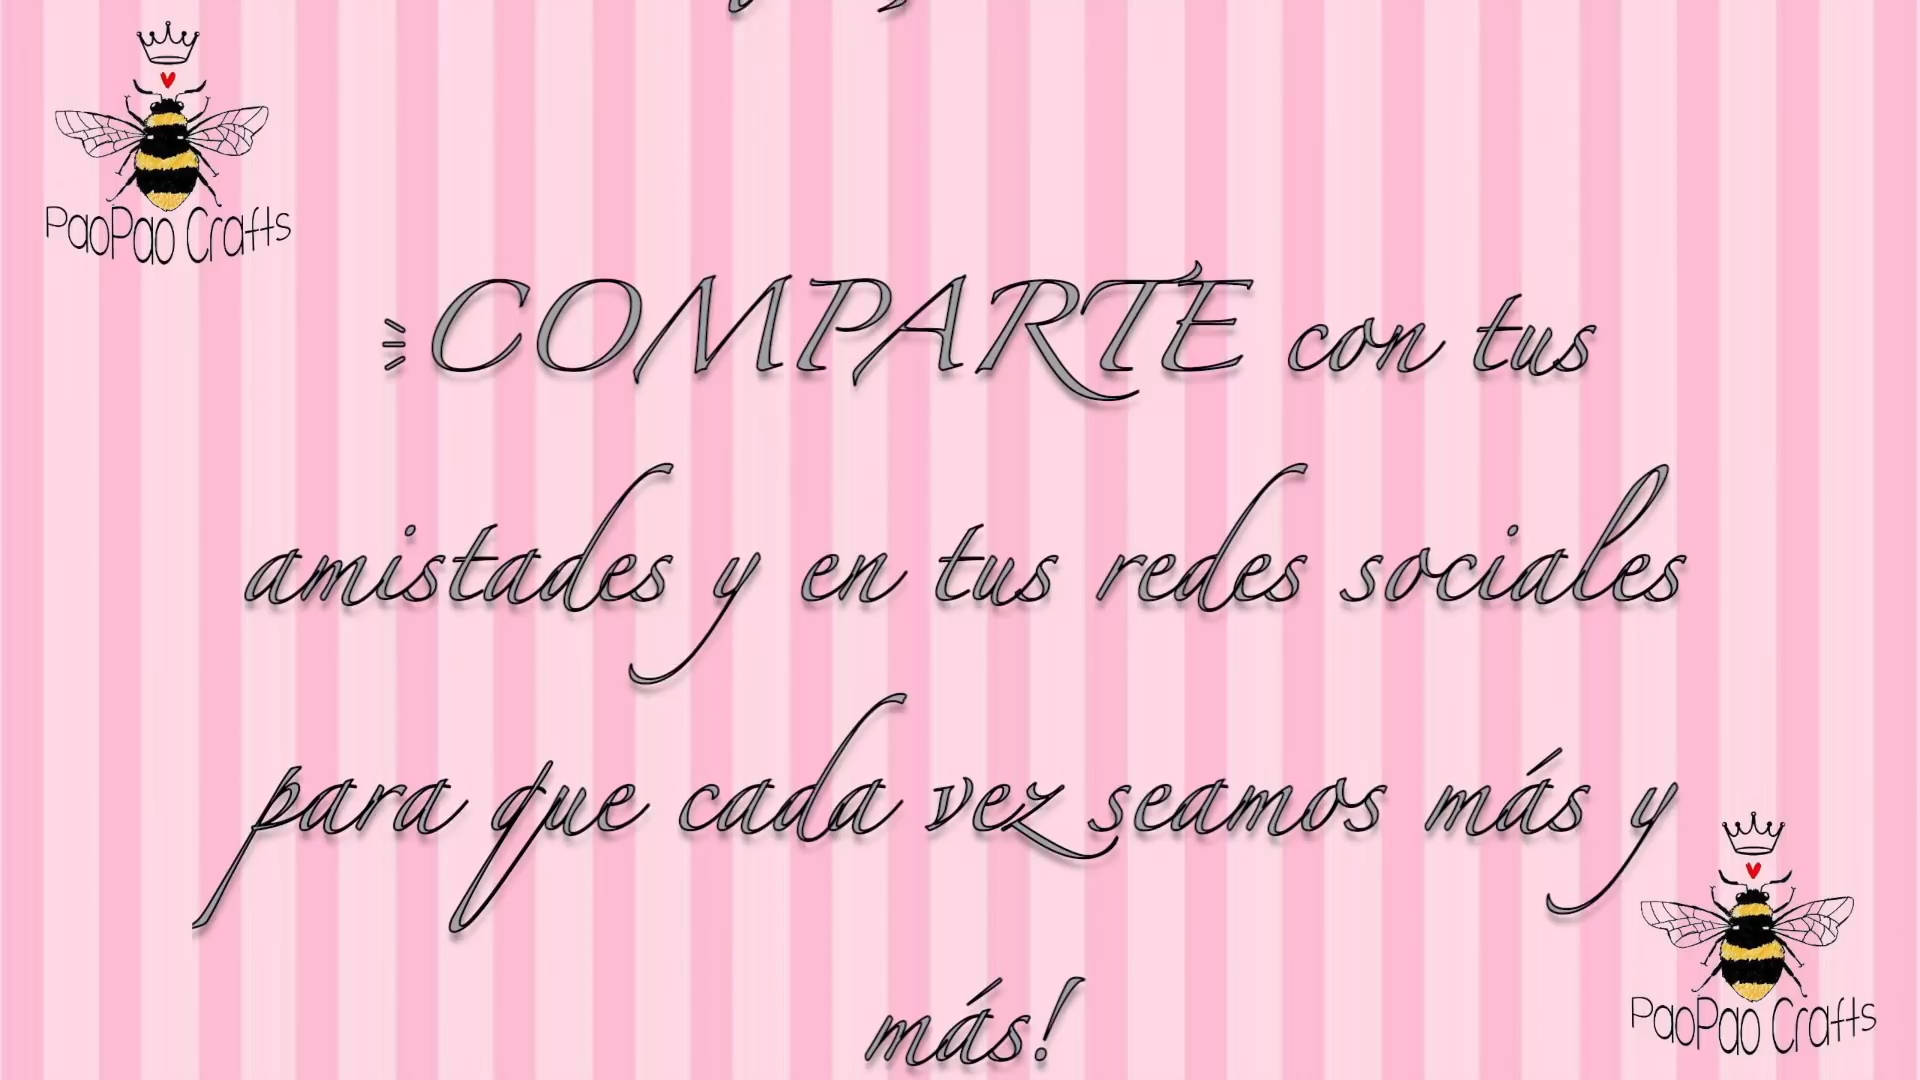 PaoPao Crafts
COMPARTE con tus
amistades y en tus redes sociales
para que cada vez seamos más y
más!
PaoPao Crafts